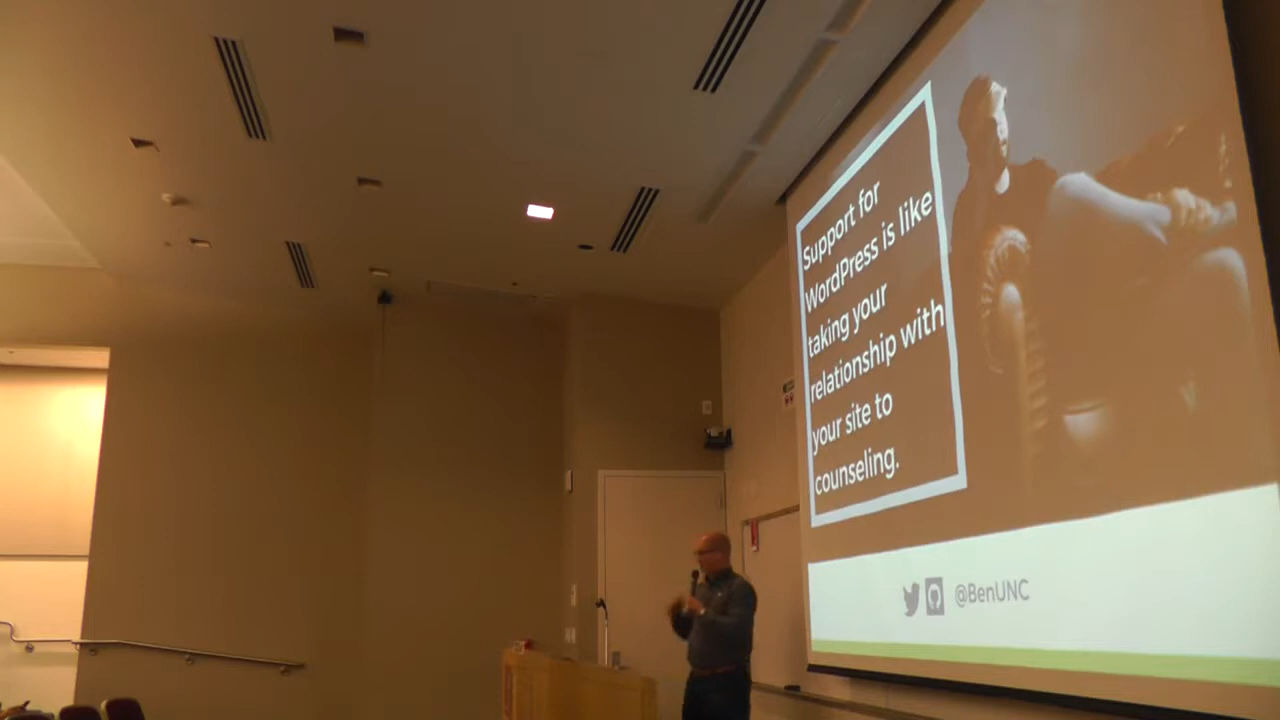 Support for
WordPress is like
taking your
relationship with
your site to
counseling.
@BenUNC